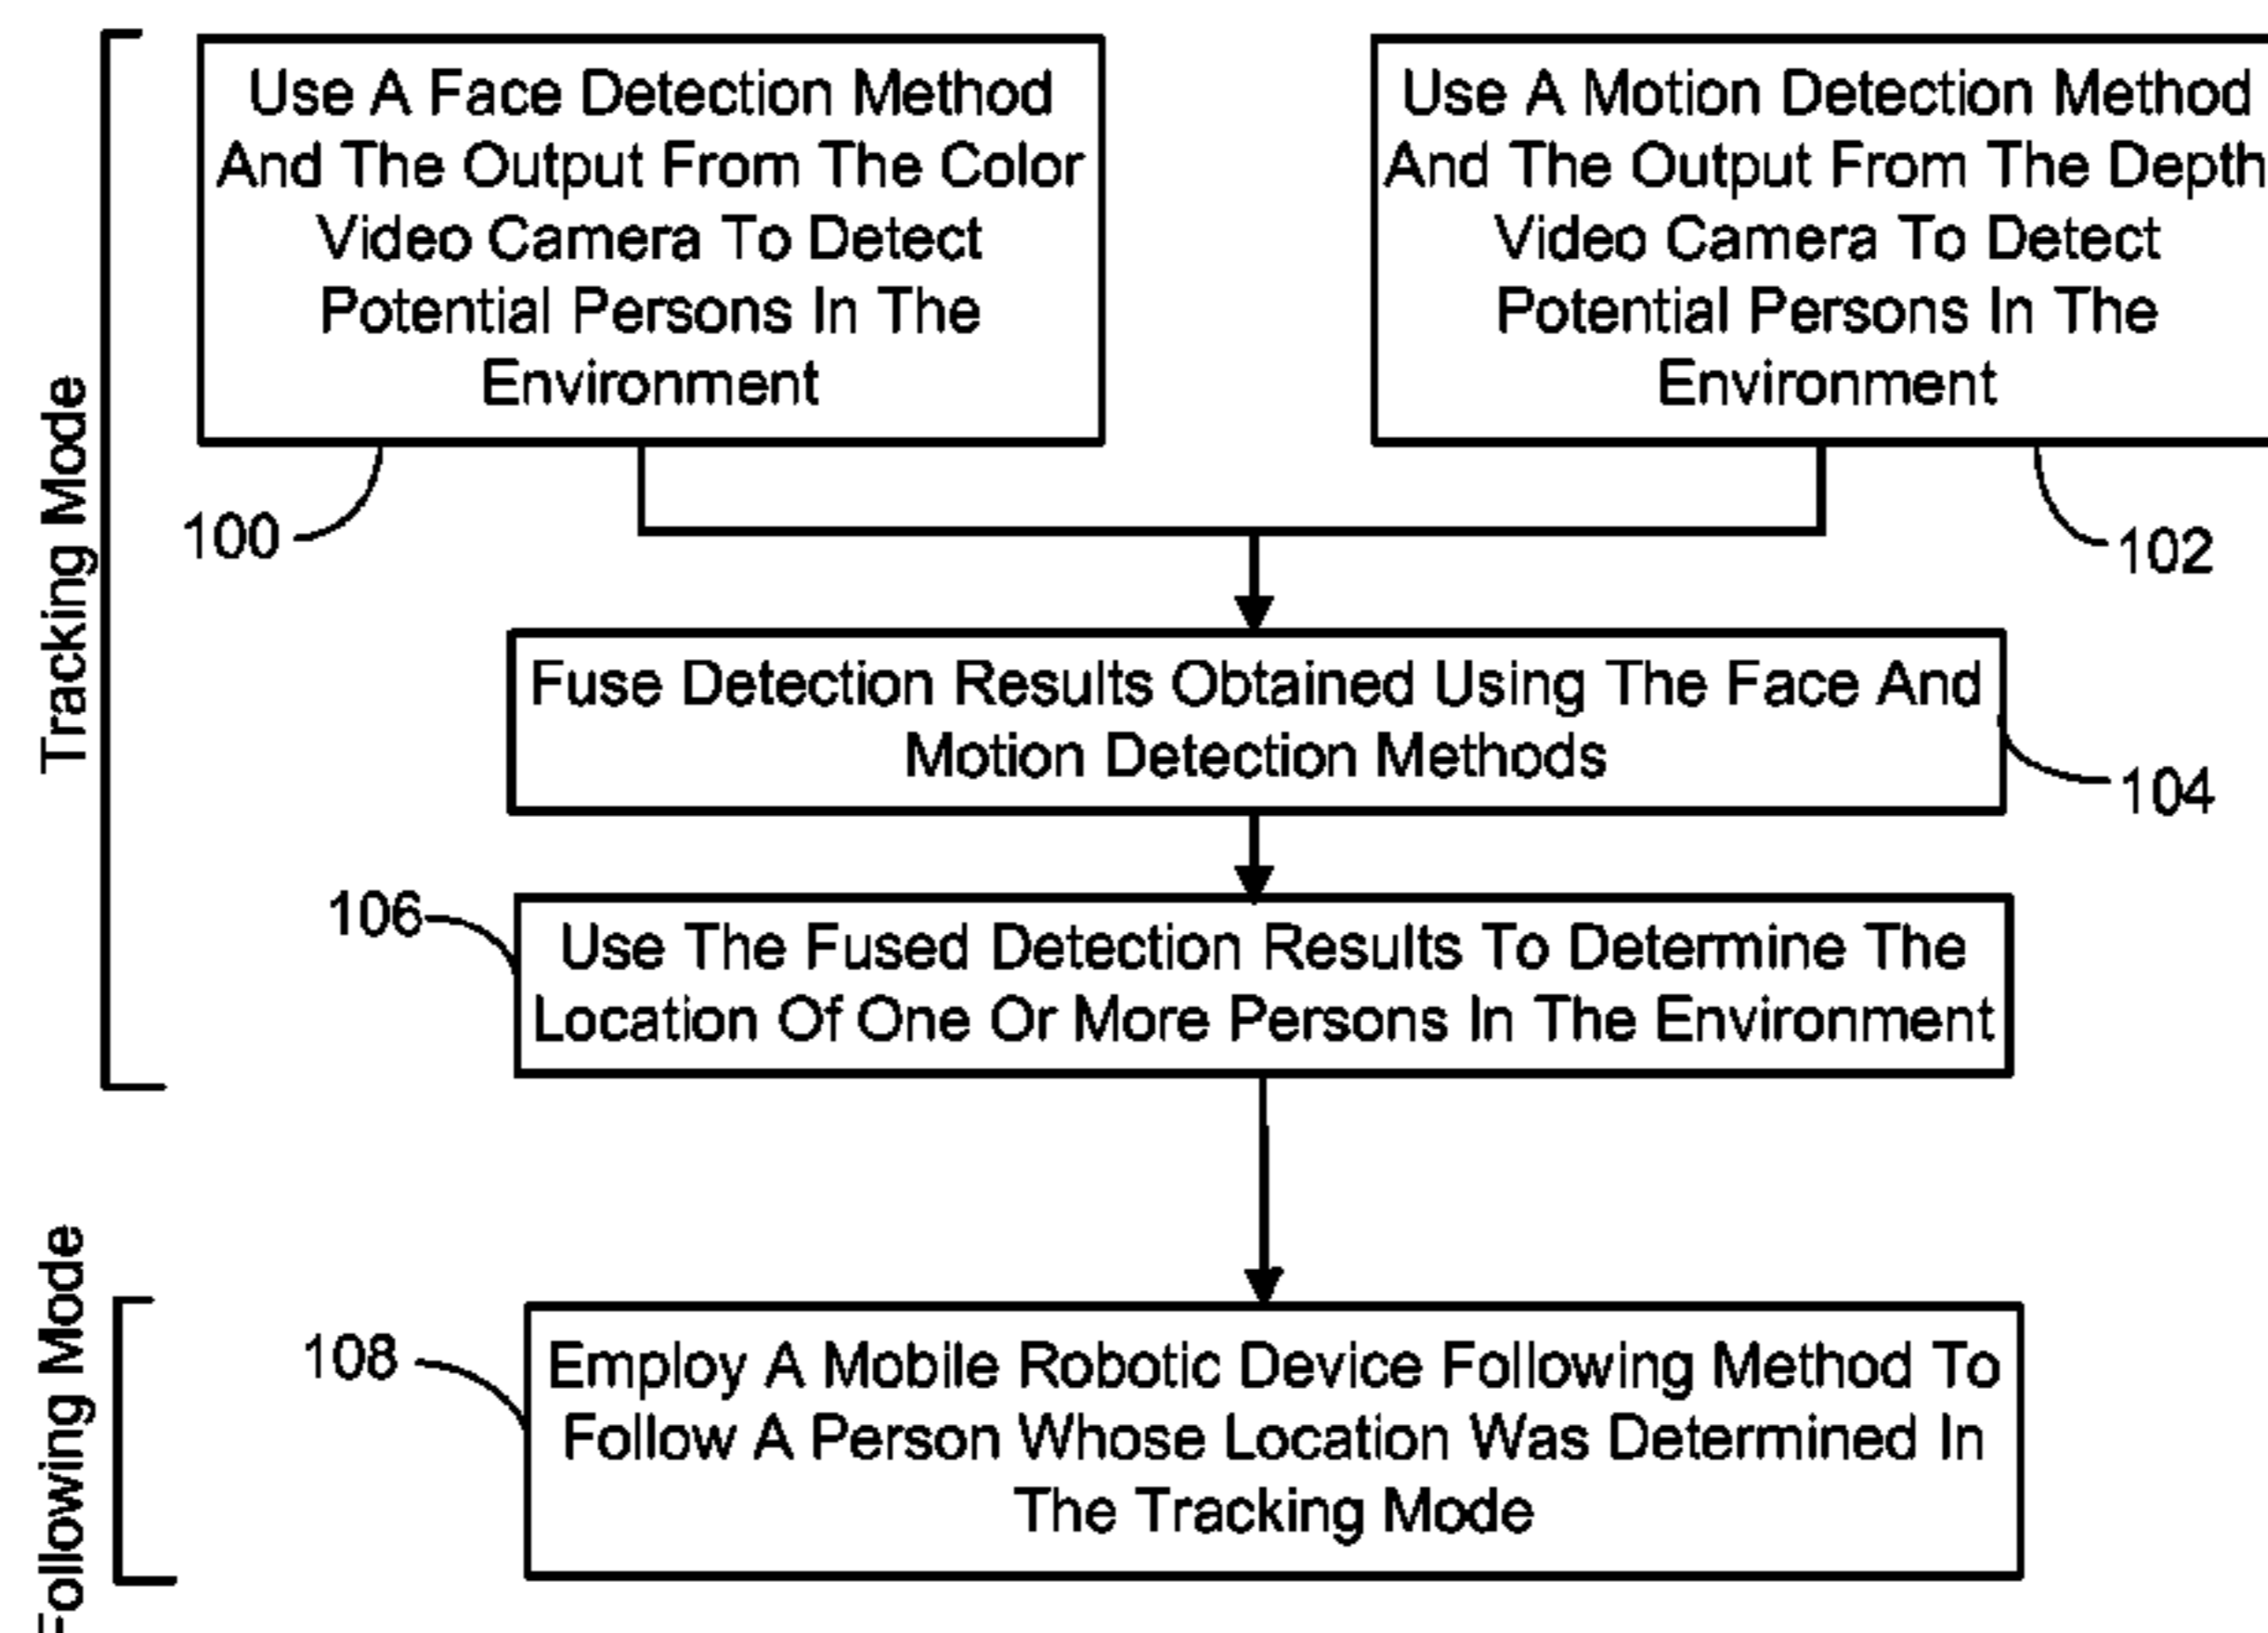 Tracking Mode
Use A Face Detection Method
And The Output From The Color
Video Camera To Detect
Potential Persons In The
Environment
100
Use A Motion Detection Method
And The Output From The Depth
Video Camera To Detect
Potential Persons In The
Environment
102
Fuse Detection Results Obtained Using The Face And
Motion Detection Methods
104
106
Use The Fused Detection Results To Determine The
Location Of One Or More Persons In The Environment
Following Mode
108
Employ A Mobile Robotic Device Following Method To
Follow A Person Whose Location Was Determined In
The Tracking Mode